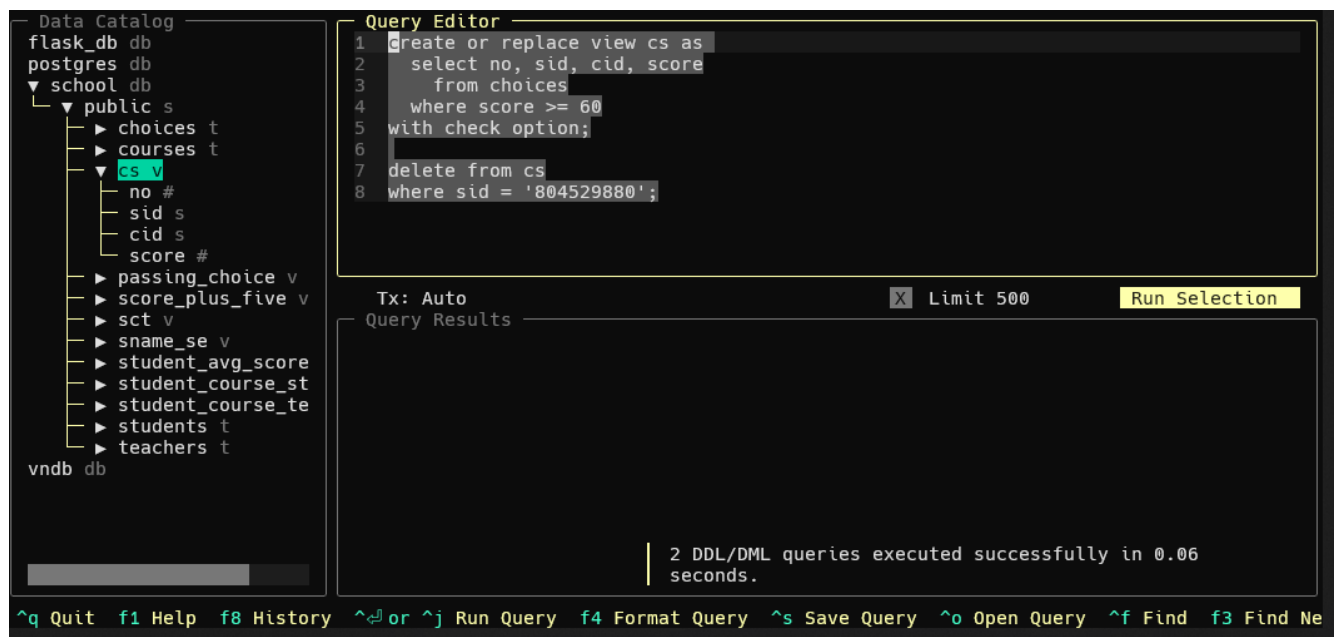 Data Catalog
flask_db db
postgres db
▼ school db
▼ public s
▶ choices t
▶ courses t
▼ cs v
no #
sid s
cid s
score #
▶ passing_choice v
▶ score_plus_five v
▶ sct v
▶ sname_se v
▶ student_avg_score
▶ student_course_st
▶ student_course_te
▶ students t
▶ teachers t
vndb db
Query Editor
1 create or replace view cs as
2 select no, sid, cid, score
3 from choices
4 where score >= 60
5 with check option;
6
7 delete from cs
8 where sid = '804529880';
Tx: Auto X Limit 500 Run Selection
Query Results
2 DDL/DML queries executed successfully in 0.06
seconds.
^q Quit f1 Help f8 History ^⏎ or ^j Run Query f4 Format Query ^s Save Query ^o Open Query ^f Find f3 Find Ne